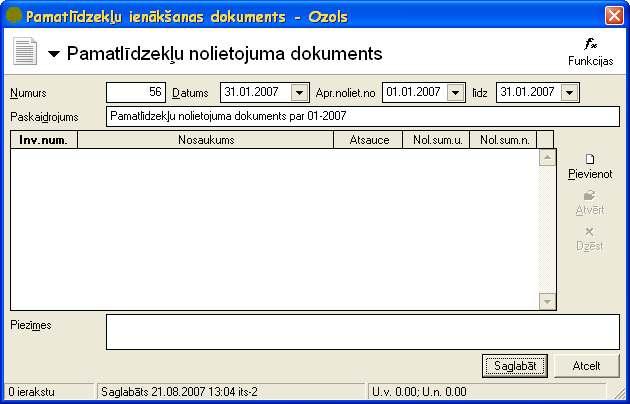 Pamatlīdzekļu ienākšanas dokuments - Ozols
Pamatlīdzekļu nolietojuma dokuments
Funkcijas
Numurs 56 Datums 31.01.2007 Apr.noliet.no 01.01.2007 līdz 31.01.2007
Paskaidrojums Pamatlīdzekļu nolietojuma dokuments par 01-2007
Inv.num. Nosaukums Atsauce Nol.sum.u. Nol.sum.n.
Pievienot
Atvērt
Dzēst
Piezīmes
Saglabāt Atcelt
0 ierakstu Saglabāts 21.08.2007 13:04 its-2 U.v. 0.00; U.n. 0.00